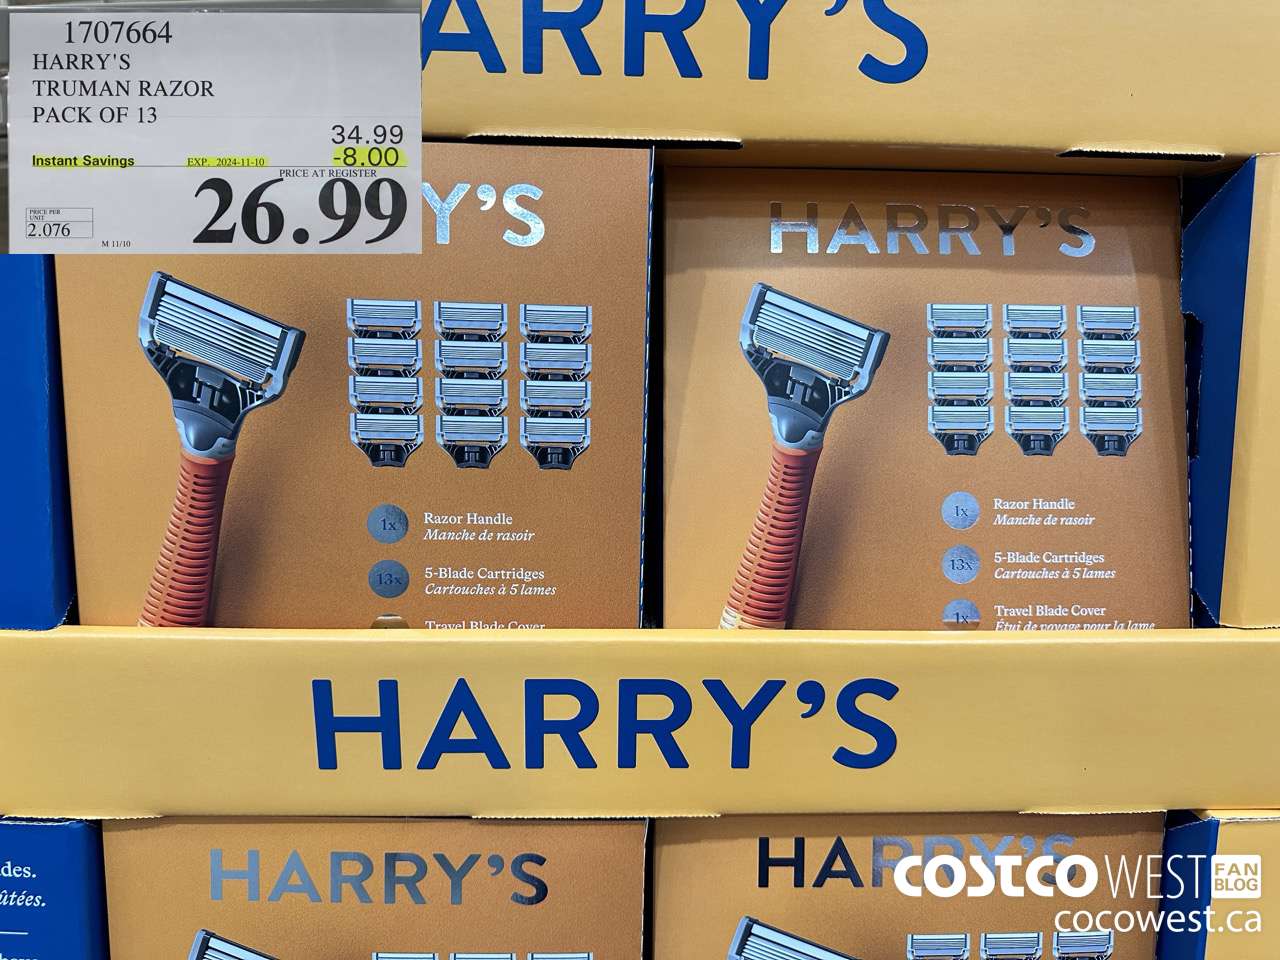 1707664
HARRY'S
TRUMAN RAZOR
PACK OF 13
34.99
Instant Savings EXP. 2024-11-10 -8.00
PRICE AT REGISTER
26.99
PRICE PER
UNIT
2.076
M 11/10
ARRY'S
Y'S
HARRY'S
1x Razor Handle
Manche de rasoir
13x 5-Blade Cartridges
Cartouches à 5 lames
Travel Blade Cover
1x Razor Handle
Manche de rasoir
13x 5-Blade Cartridges
Cartouches à 5 lames
1x Travel Blade Cover
Étui de voyage pour la lame
HARRY'S
HARRY'S
HARRY'S
des.
ûtées.
COSTCO WEST FAN
BLOG
cocowest.ca